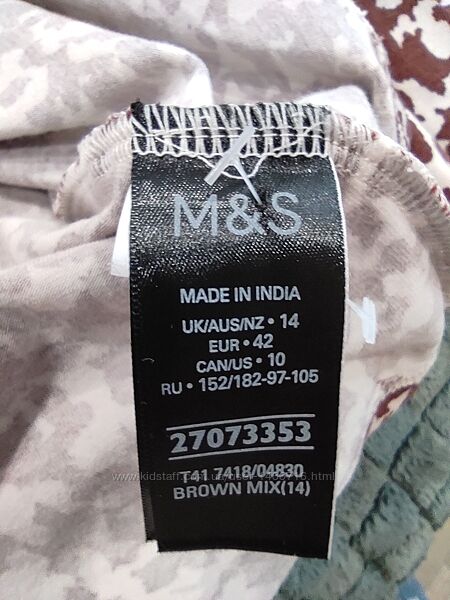 M&S
MADE IN INDIA
UK/AUS/NZ • 14
EUR • 42
CAN/US • 10
RU • 152/182-97-105
27073353
T41 7418/04830
BROWN MIX(14)